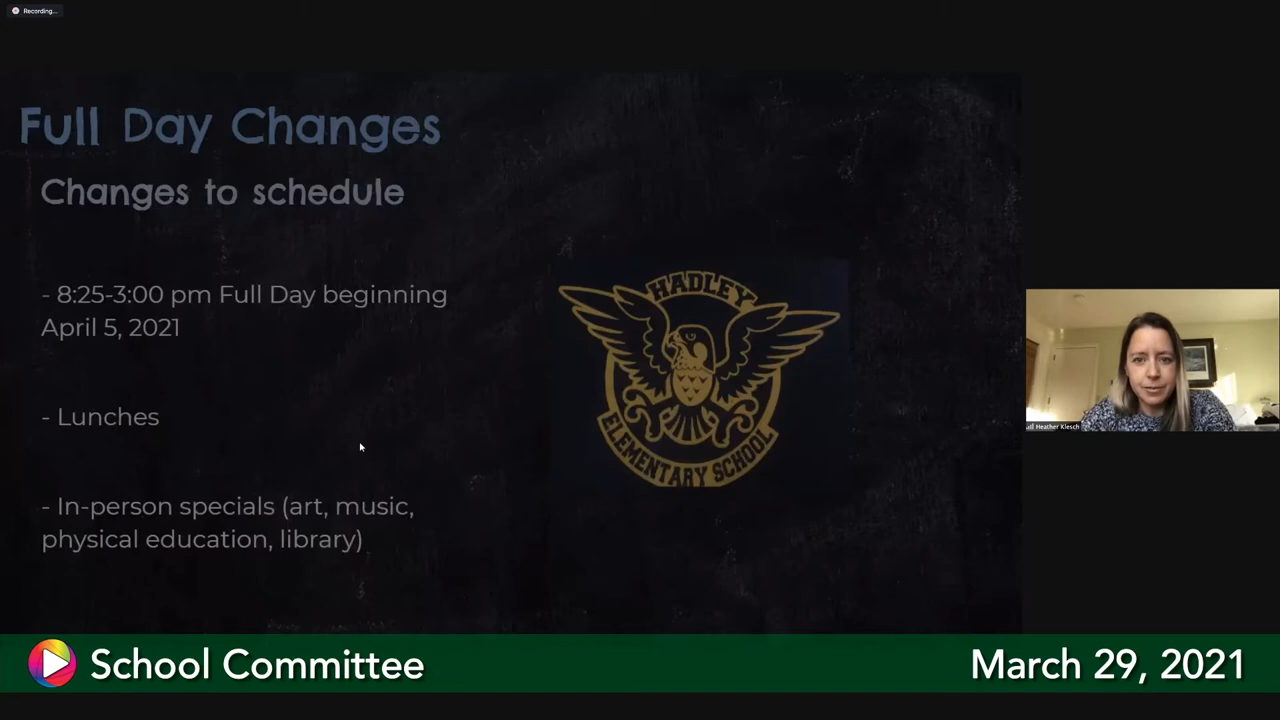 Recording...
Full Day Changes
Changes to schedule
- 8:25-3:00 pm Full Day beginning
April 5, 2021
- Lunches
- In-person specials (art, music,
physical education, library)
HADLEY
ELEMENTARY SCHOOL
Heather Klesch
School Committee
March 29, 2021